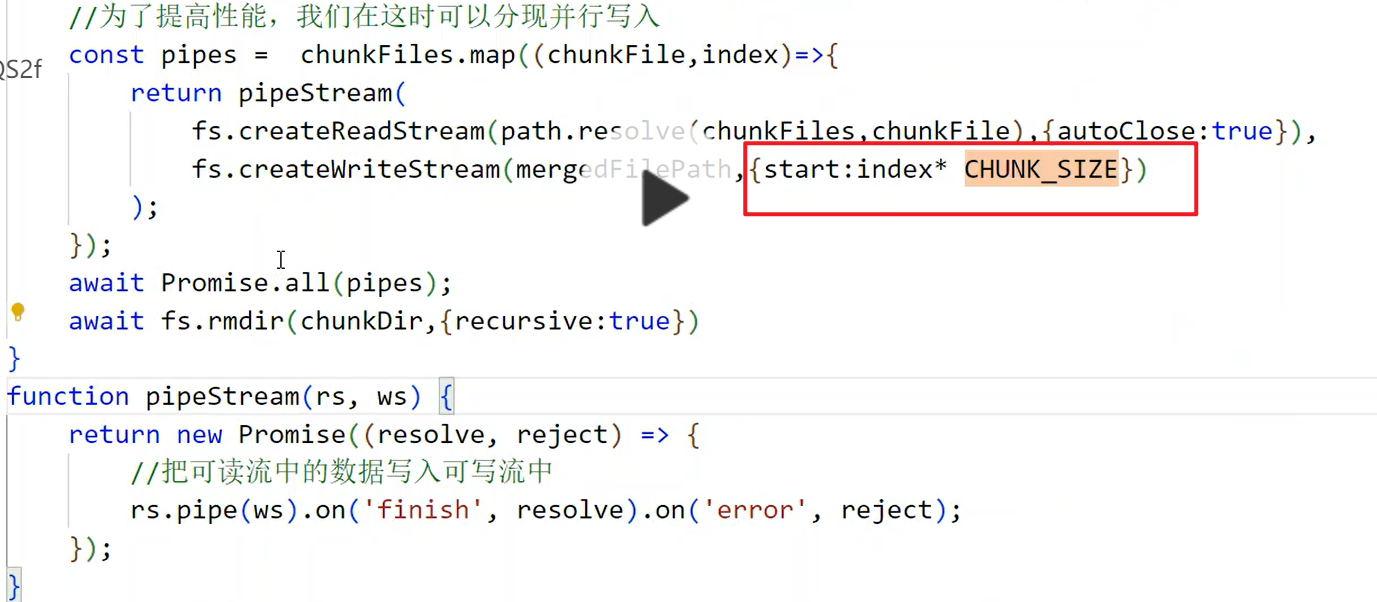 //为了提高性能，我们在这时可以分现并行写入
const pipes =  chunkFiles.map((chunkFile,index)=>{
QS2f
return pipeStream(
fs.createReadStream(path.resolve(chunkFiles,chunkFile),{autoClose:true}),
fs.createWriteStream(mergedFilePath,{start:index* CHUNK_SIZE})
);
});
await Promise.all(pipes);
await fs.rmdir(chunkDir,{recursive:true})
}
function pipeStream(rs, ws) {
return new Promise((resolve, reject) => {
//把可读流中的数据写入可写流中
rs.pipe(ws).on('finish', resolve).on('error', reject);
});
}